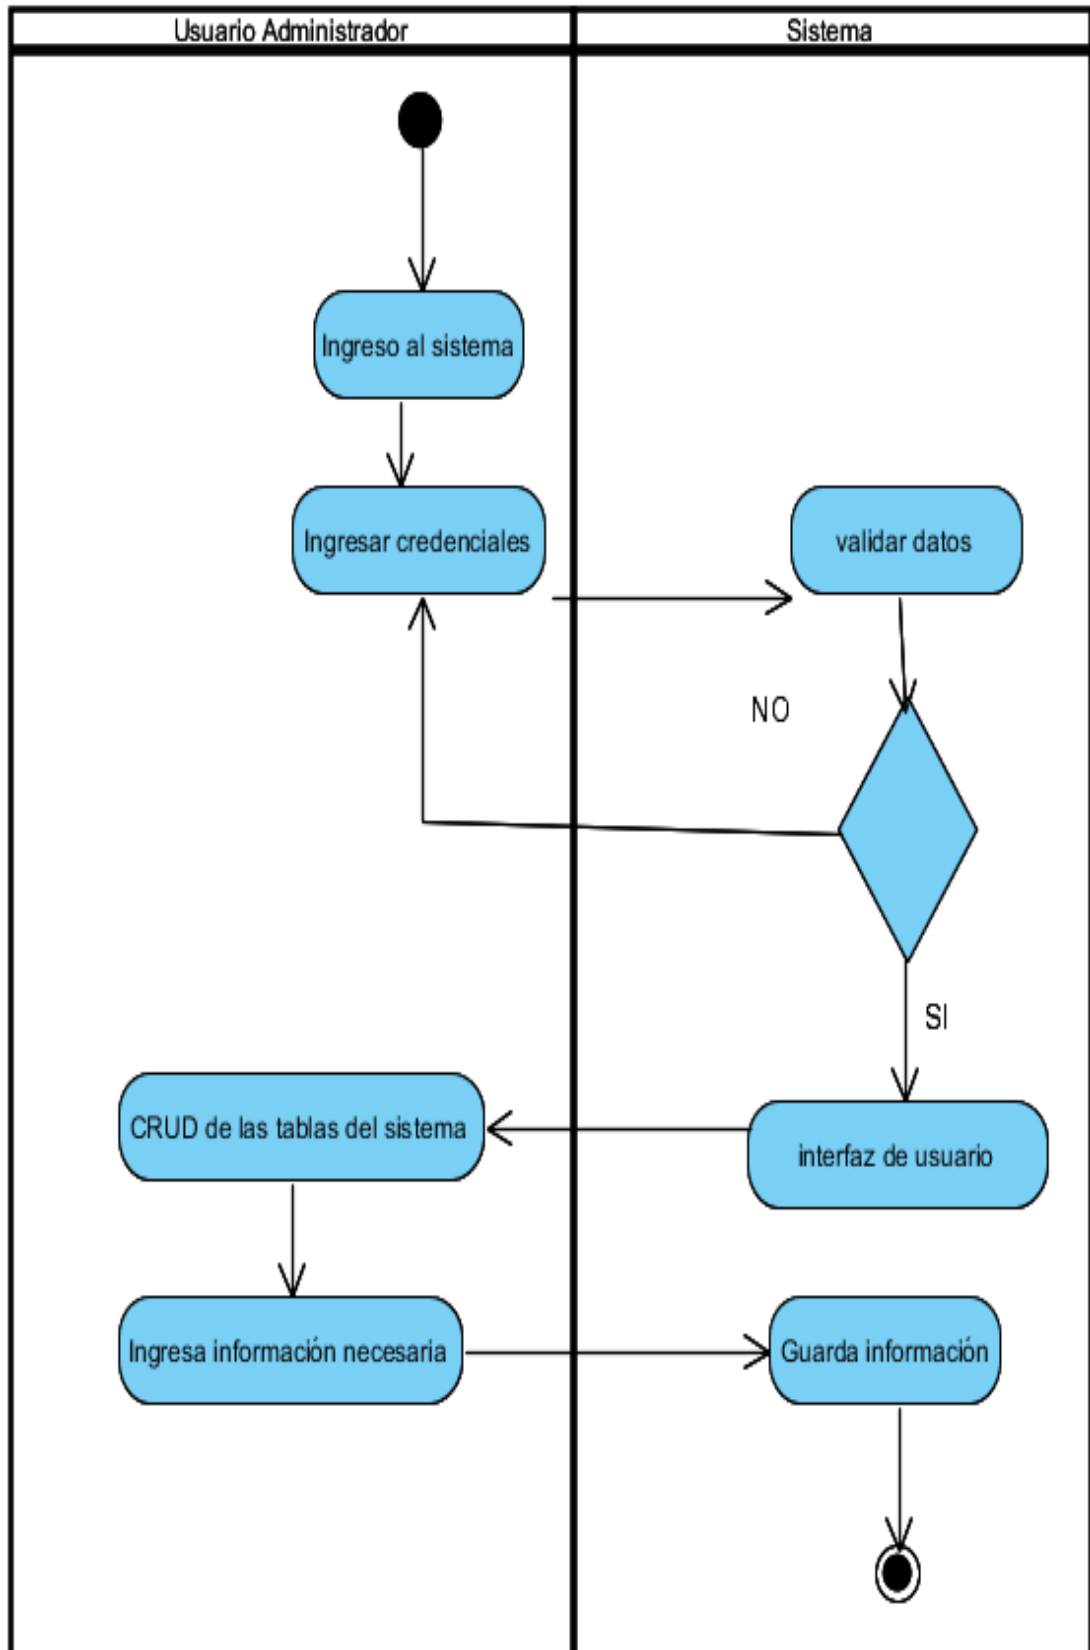 Usuario Administrador
Sistema
Ingreso al sistema
Ingresar credenciales
validar datos
NO
SI
CRUD de las tablas del sistema
interfaz de usuario
Ingresa información necesaria
Guarda información